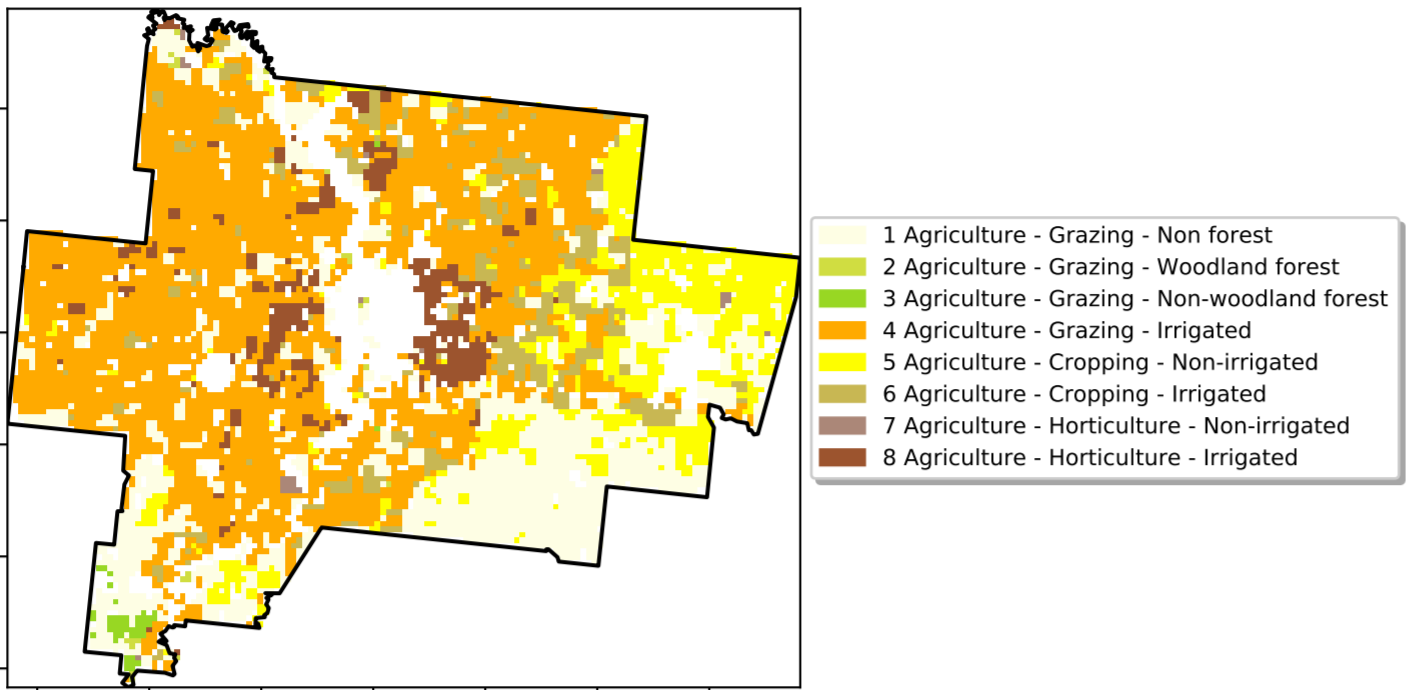 1 Agriculture - Grazing - Non forest
2 Agriculture - Grazing - Woodland forest
3 Agriculture - Grazing - Non-woodland forest
4 Agriculture - Grazing - Irrigated
5 Agriculture - Cropping - Non-irrigated
6 Agriculture - Cropping - Irrigated
7 Agriculture - Horticulture - Non-irrigated
8 Agriculture - Horticulture - Irrigated